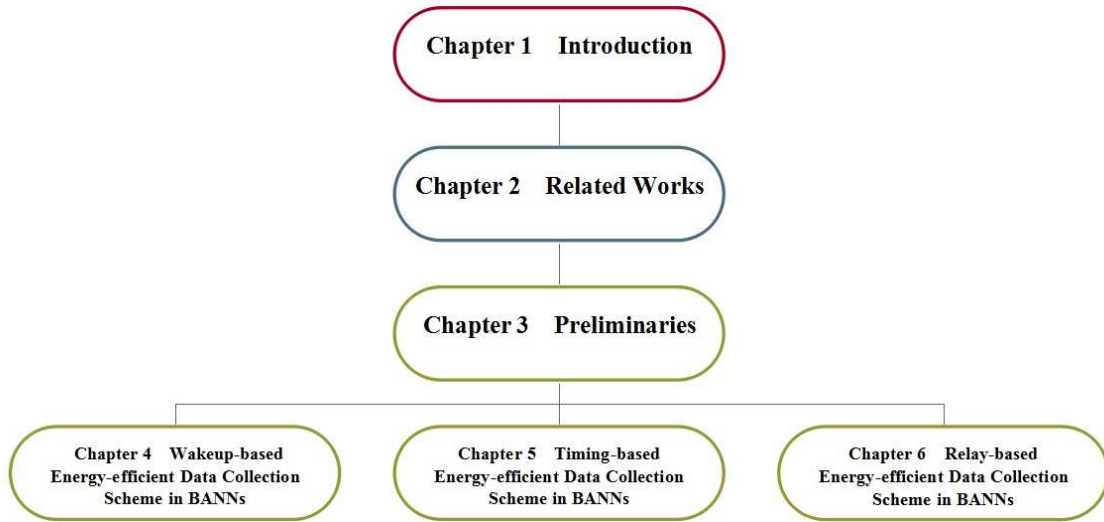 Chapter 1 Introduction
Chapter 2 Related Works
Chapter 3 Preliminaries
Chapter 4 Wakeup-based
Energy-efficient Data Collection
Scheme in BANNs
Chapter 5 Timing-based
Energy-efficient Data Collection
Scheme in BANNs
Chapter 6 Relay-based
Energy-efficient Data Collection
Scheme in BANNs